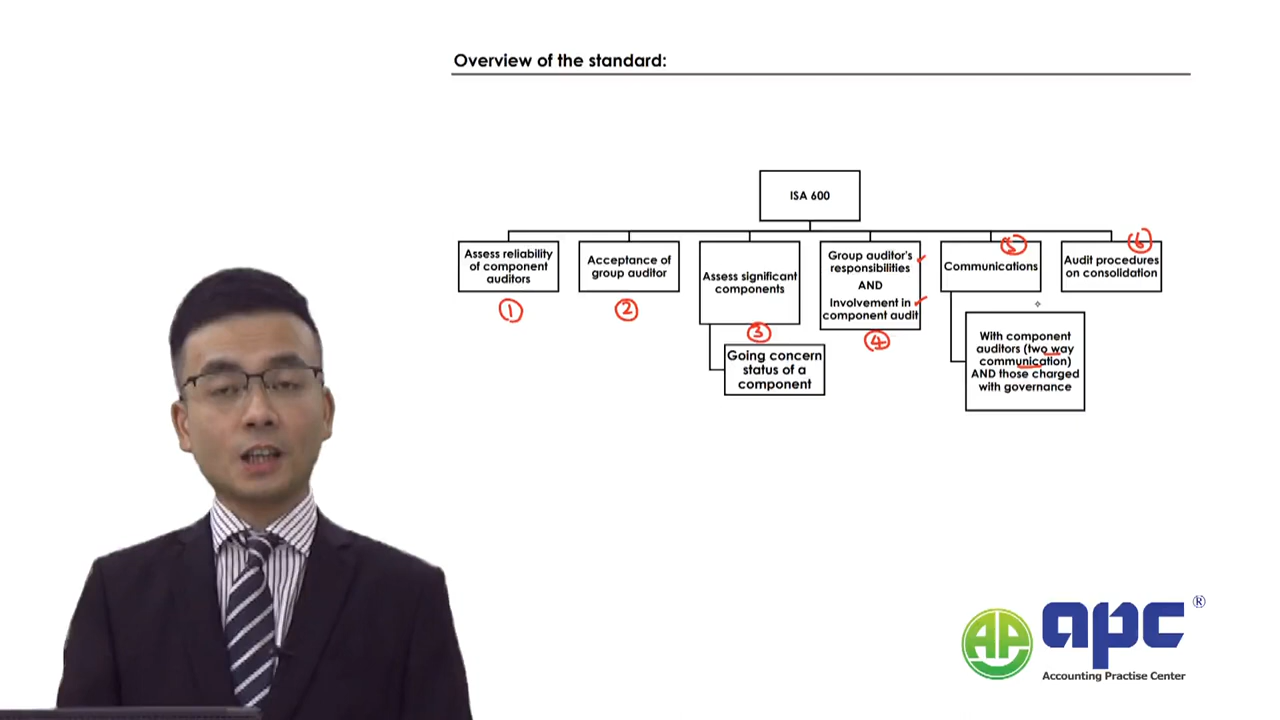 Overview of the standard:
ISA 600
Assess reliability
of component
auditors
①
Acceptance of
group auditor
②
Assess significant
components
③
Going concern
status of a
component
Group auditor's
responsibilities
AND
Involvement in
component audit
④
⑤
Communications
With component
auditors (two way
communication)
AND those charged
with governance
⑥
Audit procedures
on consolidation
APC
apc®
Accounting Practise Center